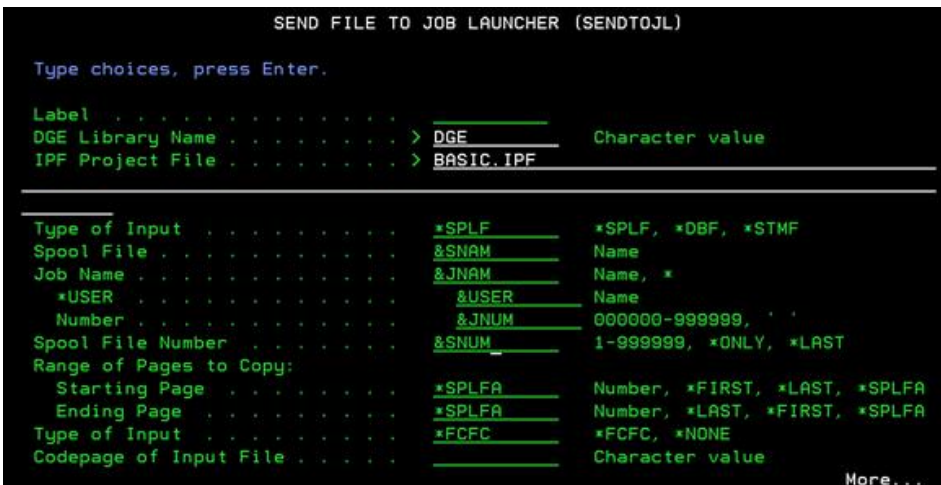 SEND FILE TO JOB LAUNCHER (SENDTOJL)
Type choices, press Enter.
Label . . . . . . . . . . . . .
DGE Library Name . . . . . . . . > DGE Character value
IPF Project File . . . . . . . . > BASIC.IPF
Type of Input . . . . . . . . . *SPLF *SPLF, *DBF, *STMF
Spool File . . . . . . . . . . . &SNAM Name
Job Name . . . . . . . . . . . . &JNAM Name, *
*USER . . . . . . . . . . . . &USER Name
Number . . . . . . . . . . . . &JNUM 000000-999999, ' '
Spool File Number . . . . . . . &SNUM 1-999999, *ONLY, *LAST
Range of Pages to Copy:
Starting Page . . . . . . . . *SPLFA Number, *FIRST, *LAST, *SPLFA
Ending Page . . . . . . . . . *SPLFA Number, *LAST, *FIRST, *SPLFA
Type of Input . . . . . . . . . *FCFC *FCFC, *NONE
Codepage of Input File . . . . . Character value
More...